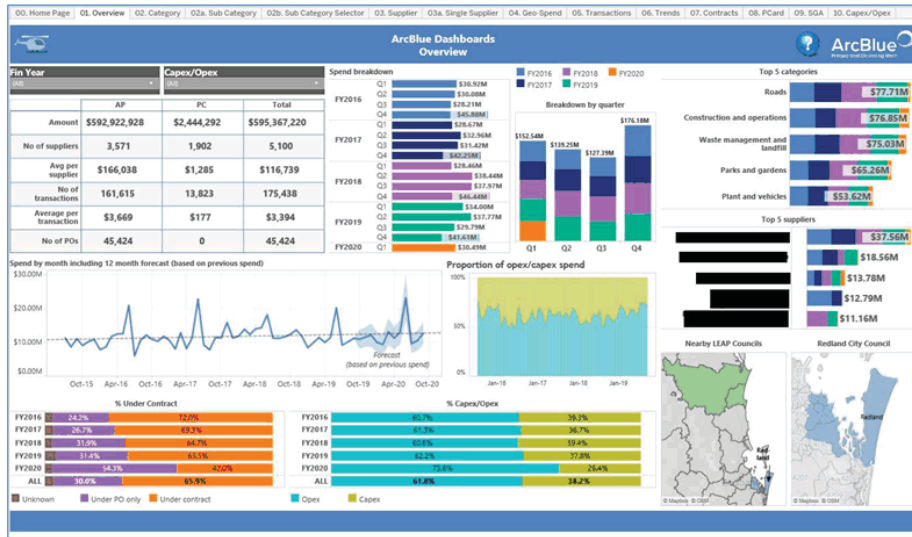 00. Home Page 01. Overview 02. Category 02a. Sub Category 02b. Sub Category Selector 03. Supplier 03a. Single Supplier 04. Geo-Spend 05. Transactions 06. Trends 07. Contracts 08. PCard 09. SGA 10. Capex/Opex
ArcBlue Dashboards
Overview
?
ArcBlue
Fin Year Capex/Opex
(All) (All)
AP PC Total
Amount $592,922,928 $2,444,292 $595,367,220
No of suppliers 3,571 1,902 5,100
Avg per
supplier $166,038 $1,285 $116,739
No of
transactions 161,615 13,823 175,438
Average per
transaction $3,669 $177 $3,394
No of POs 45,424 0 45,424
Spend breakdown
FY2016
Q1 $30.92M
Q2 $30.08M
Q3 $28.21M
Q4 $45.88M
FY2017
Q1 $28.67M
Q2 $32.96M
Q3 $31.42M
Q4 $42.25M
FY2018
Q1 $28.46M
Q2 $38.44M
Q3 $37.97M
Q4 $46.44M
FY2019
Q1 $34.00M
Q2 $37.77M
Q3 $29.79M
Q4 $41.61M
FY2020 Q1 $30.49M
FY2016 FY2018 FY2020
FY2017 FY2019
Breakdown by quarter
$152.54M $139.25M $127.39M $176.18M
Q1 Q2 Q3 Q4
Top 5 categories
Roads $77.71M
Construction and operations $76.85M
Waste management and
landfill $75.03M
Parks and gardens $65.26M
Plant and vehicles $53.62M
Top 5 suppliers
$37.56M
$18.56M
$13.78M
$12.79M
$11.16M
Spend by month including 12 month forecast (based on previous spend)
$30.00M
$20.00M
$10.00M
$0.00M
Forecast
(based on previous spend)
Oct-15 Apr-16 Oct-16 Apr-17 Oct-17 Apr-18 Oct-18 Apr-19 Oct-19 Apr-20 Oct-20
Proportion of opex/capex spend
100%
50%
0%
Jan-16 Jan-17 Jan-18 Jan-19
Nearby LEAP Councils
Red-
land
© Mapbox © OSM
Redland City Council
Redland
© Mapbox © OSM
% Under Contract
FY2016 24.2% 72.0%
FY2017 26.7% 69.3%
FY2018 31.9% 64.7%
FY2019 31.4% 63.5%
FY2020 54.3% 42.0%
ALL 30.0% 65.9%
Unknown Under PO only Under contract
% Capex/Opex
FY2016 60.7% 39.3%
FY2017 61.3% 38.7%
FY2018 60.6% 39.4%
FY2019 62.2% 37.8%
FY2020 73.6% 26.4%
ALL 61.8% 38.2%
Opex Capex